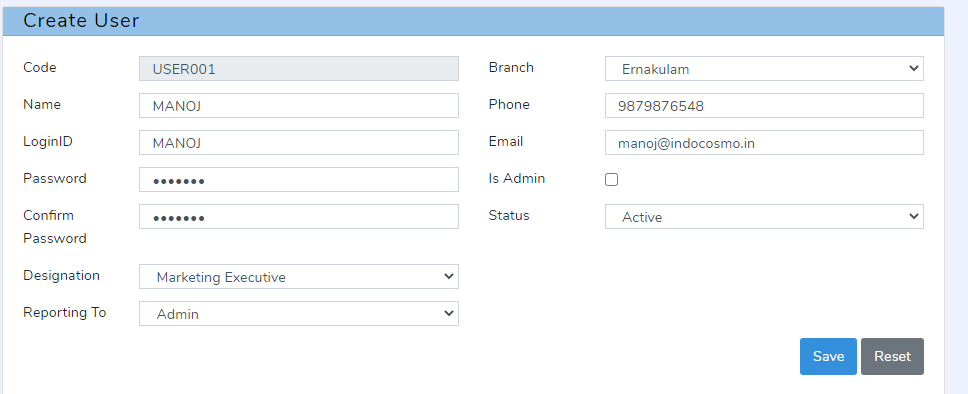 Create User
Code USER001 Branch Ernakulam
Name MANOJ Phone 9879876548
LoginID MANOJ Email manoj@indocosmo.in
Password ••••••• Is Admin
Confirm Password ••••••• Status Active
Designation Marketing Executive
Reporting To Admin
Save Reset